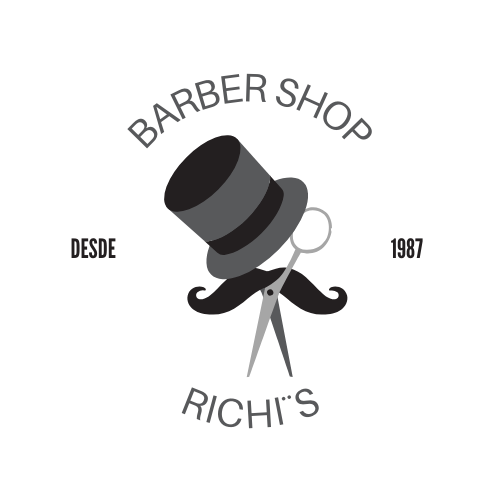 BARBER SHOP
DESDE
1987
RICHI¨S